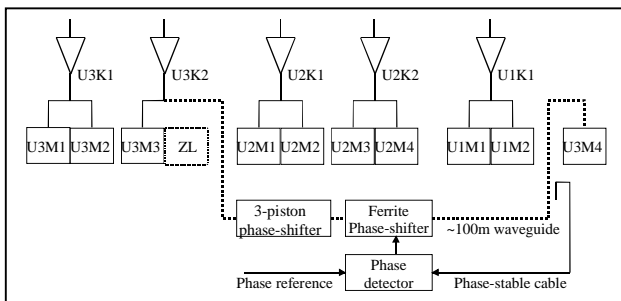 U3K1 U3K2 U2K1 U2K2 U1K1
U3M1 U3M2 U3M3 ZL U2M1 U2M2 U2M3 U2M4 U1M1 U1M2 U3M4
3-piston
phase-shifter
Ferrite
Phase-shifter
~100m waveguide
Phase reference
Phase
detector
Phase-stable cable